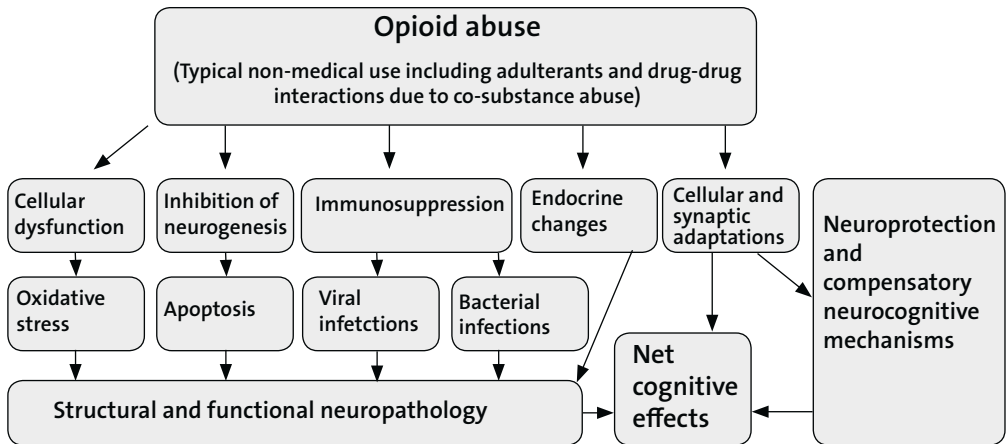 Opioid abuse
(Typical non-medical use including adulterants and drug-drug
interactions due to co-substance abuse)
Cellular
dysfunction
Inhibition of
neurogenesis
Immunosuppression
Endocrine
changes
Cellular and
synaptic
adaptations
Neuroprotection
and
compensatory
neurocognitive
mechanisms
Oxidative
stress
Apoptosis
Viral
infetctions
Bacterial
infections
Net
cognitive
effects
Structural and functional neuropathology